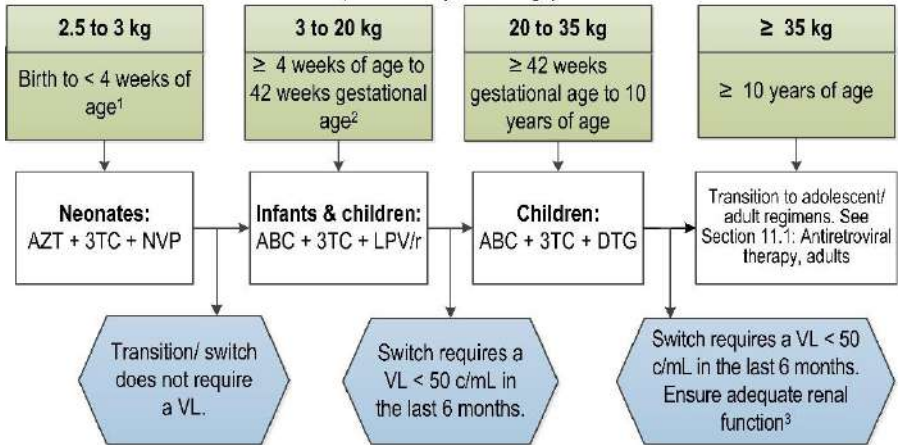 2.5 to 3 kg
Birth to < 4 weeks of
age1
3 to 20 kg
≥ 4 weeks of age to
42 weeks gestational
age2
20 to 35 kg
≥ 42 weeks
gestational age to 10
years of age
≥ 35 kg
≥ 10 years of age
Neonates:
AZT + 3TC + NVP
Infants & children:
ABC + 3TC + LPV/r
Children:
ABC + 3TC + DTG
Transition to adolescent/
adult regimens. See
Section 11.1: Antiretroviral
therapy, adults
Transition/ switch
does not require
a VL.
Switch requires a
VL < 50 c/mL in
the last 6 months.
Switch requires a VL < 50
c/mL in the last 6 months.
Ensure adequate renal
function3